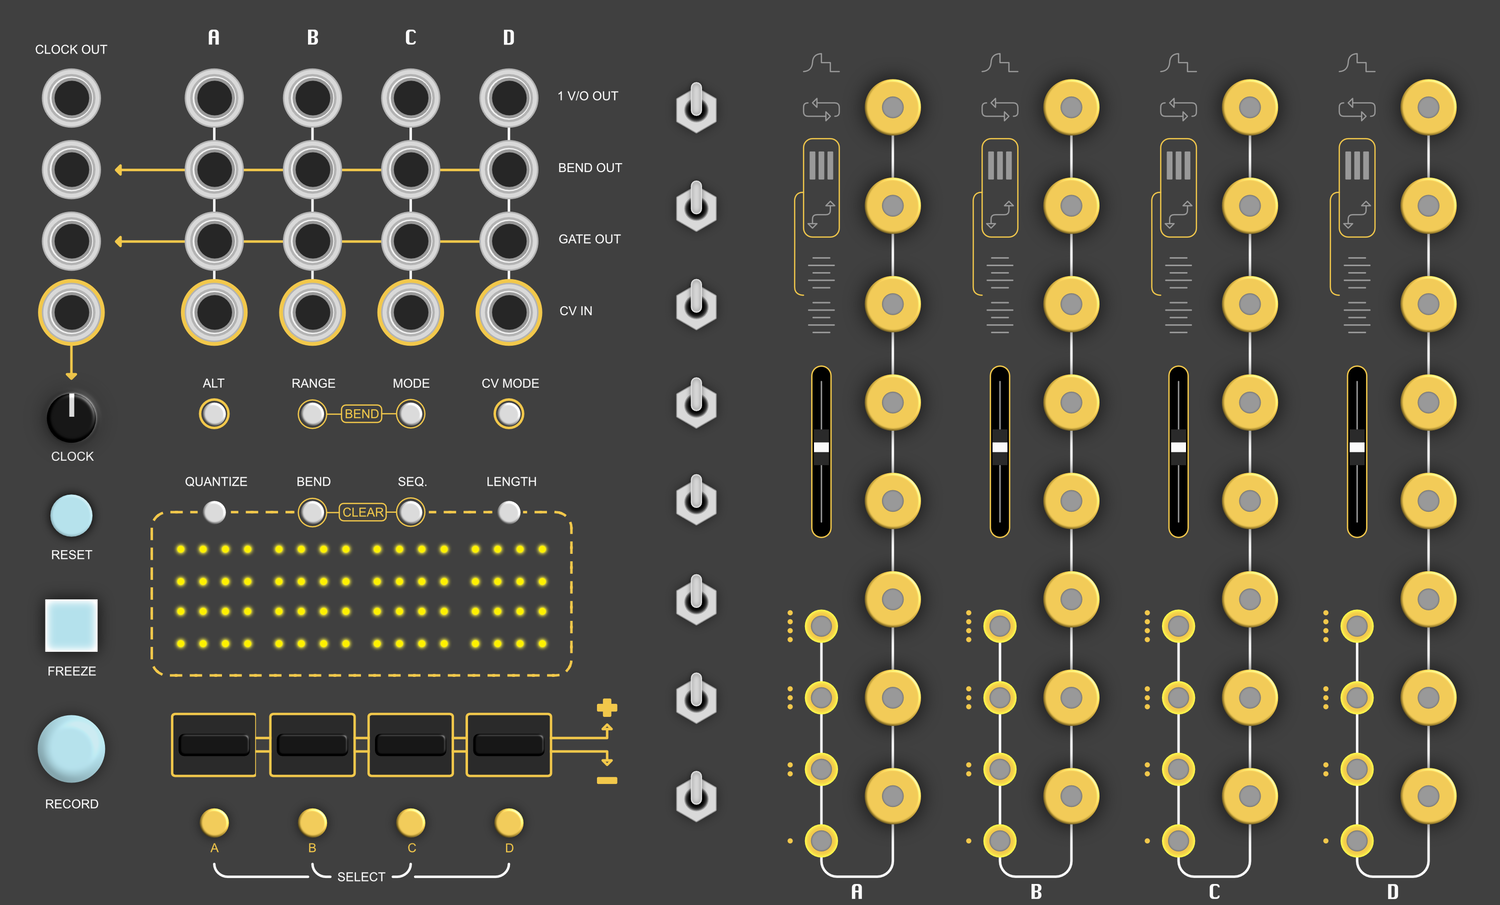 A B C D
CLOCK OUT
1 V/O OUT
BEND OUT
GATE OUT
CV IN
ALT RANGE MODE CV MODE
BEND
CLOCK
QUANTIZE BEND SEQ. LENGTH
CLEAR
RESET
FREEZE
RECORD
A B C D
SELECT
A B C D